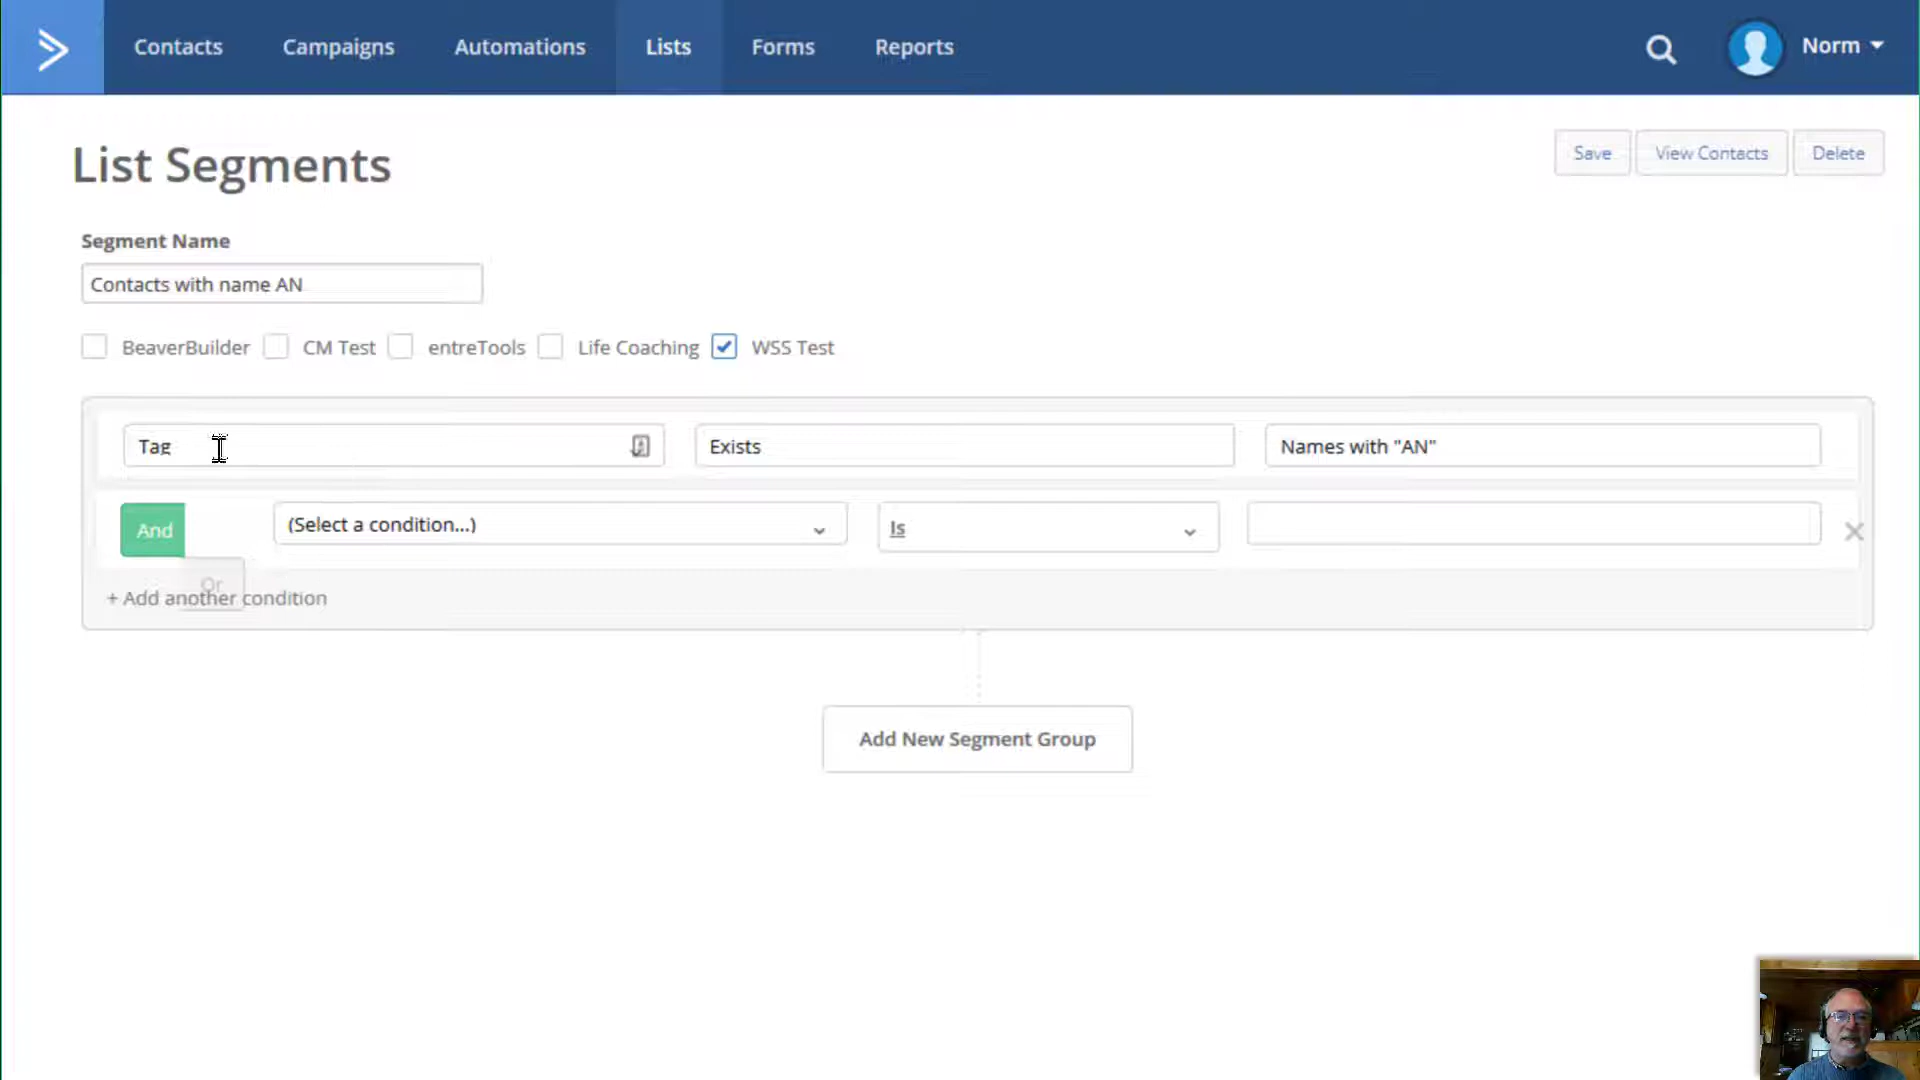 Contacts Campaigns Automations Lists Forms Reports Norm
List Segments
Save View Contacts Delete
Segment Name
Contacts with name AN
BeaverBuilder CM Test entreTools Life Coaching WSS Test
Tag Exists Names with "AN"
And (Select a condition...) Is
Or
+ Add another condition
Add New Segment Group